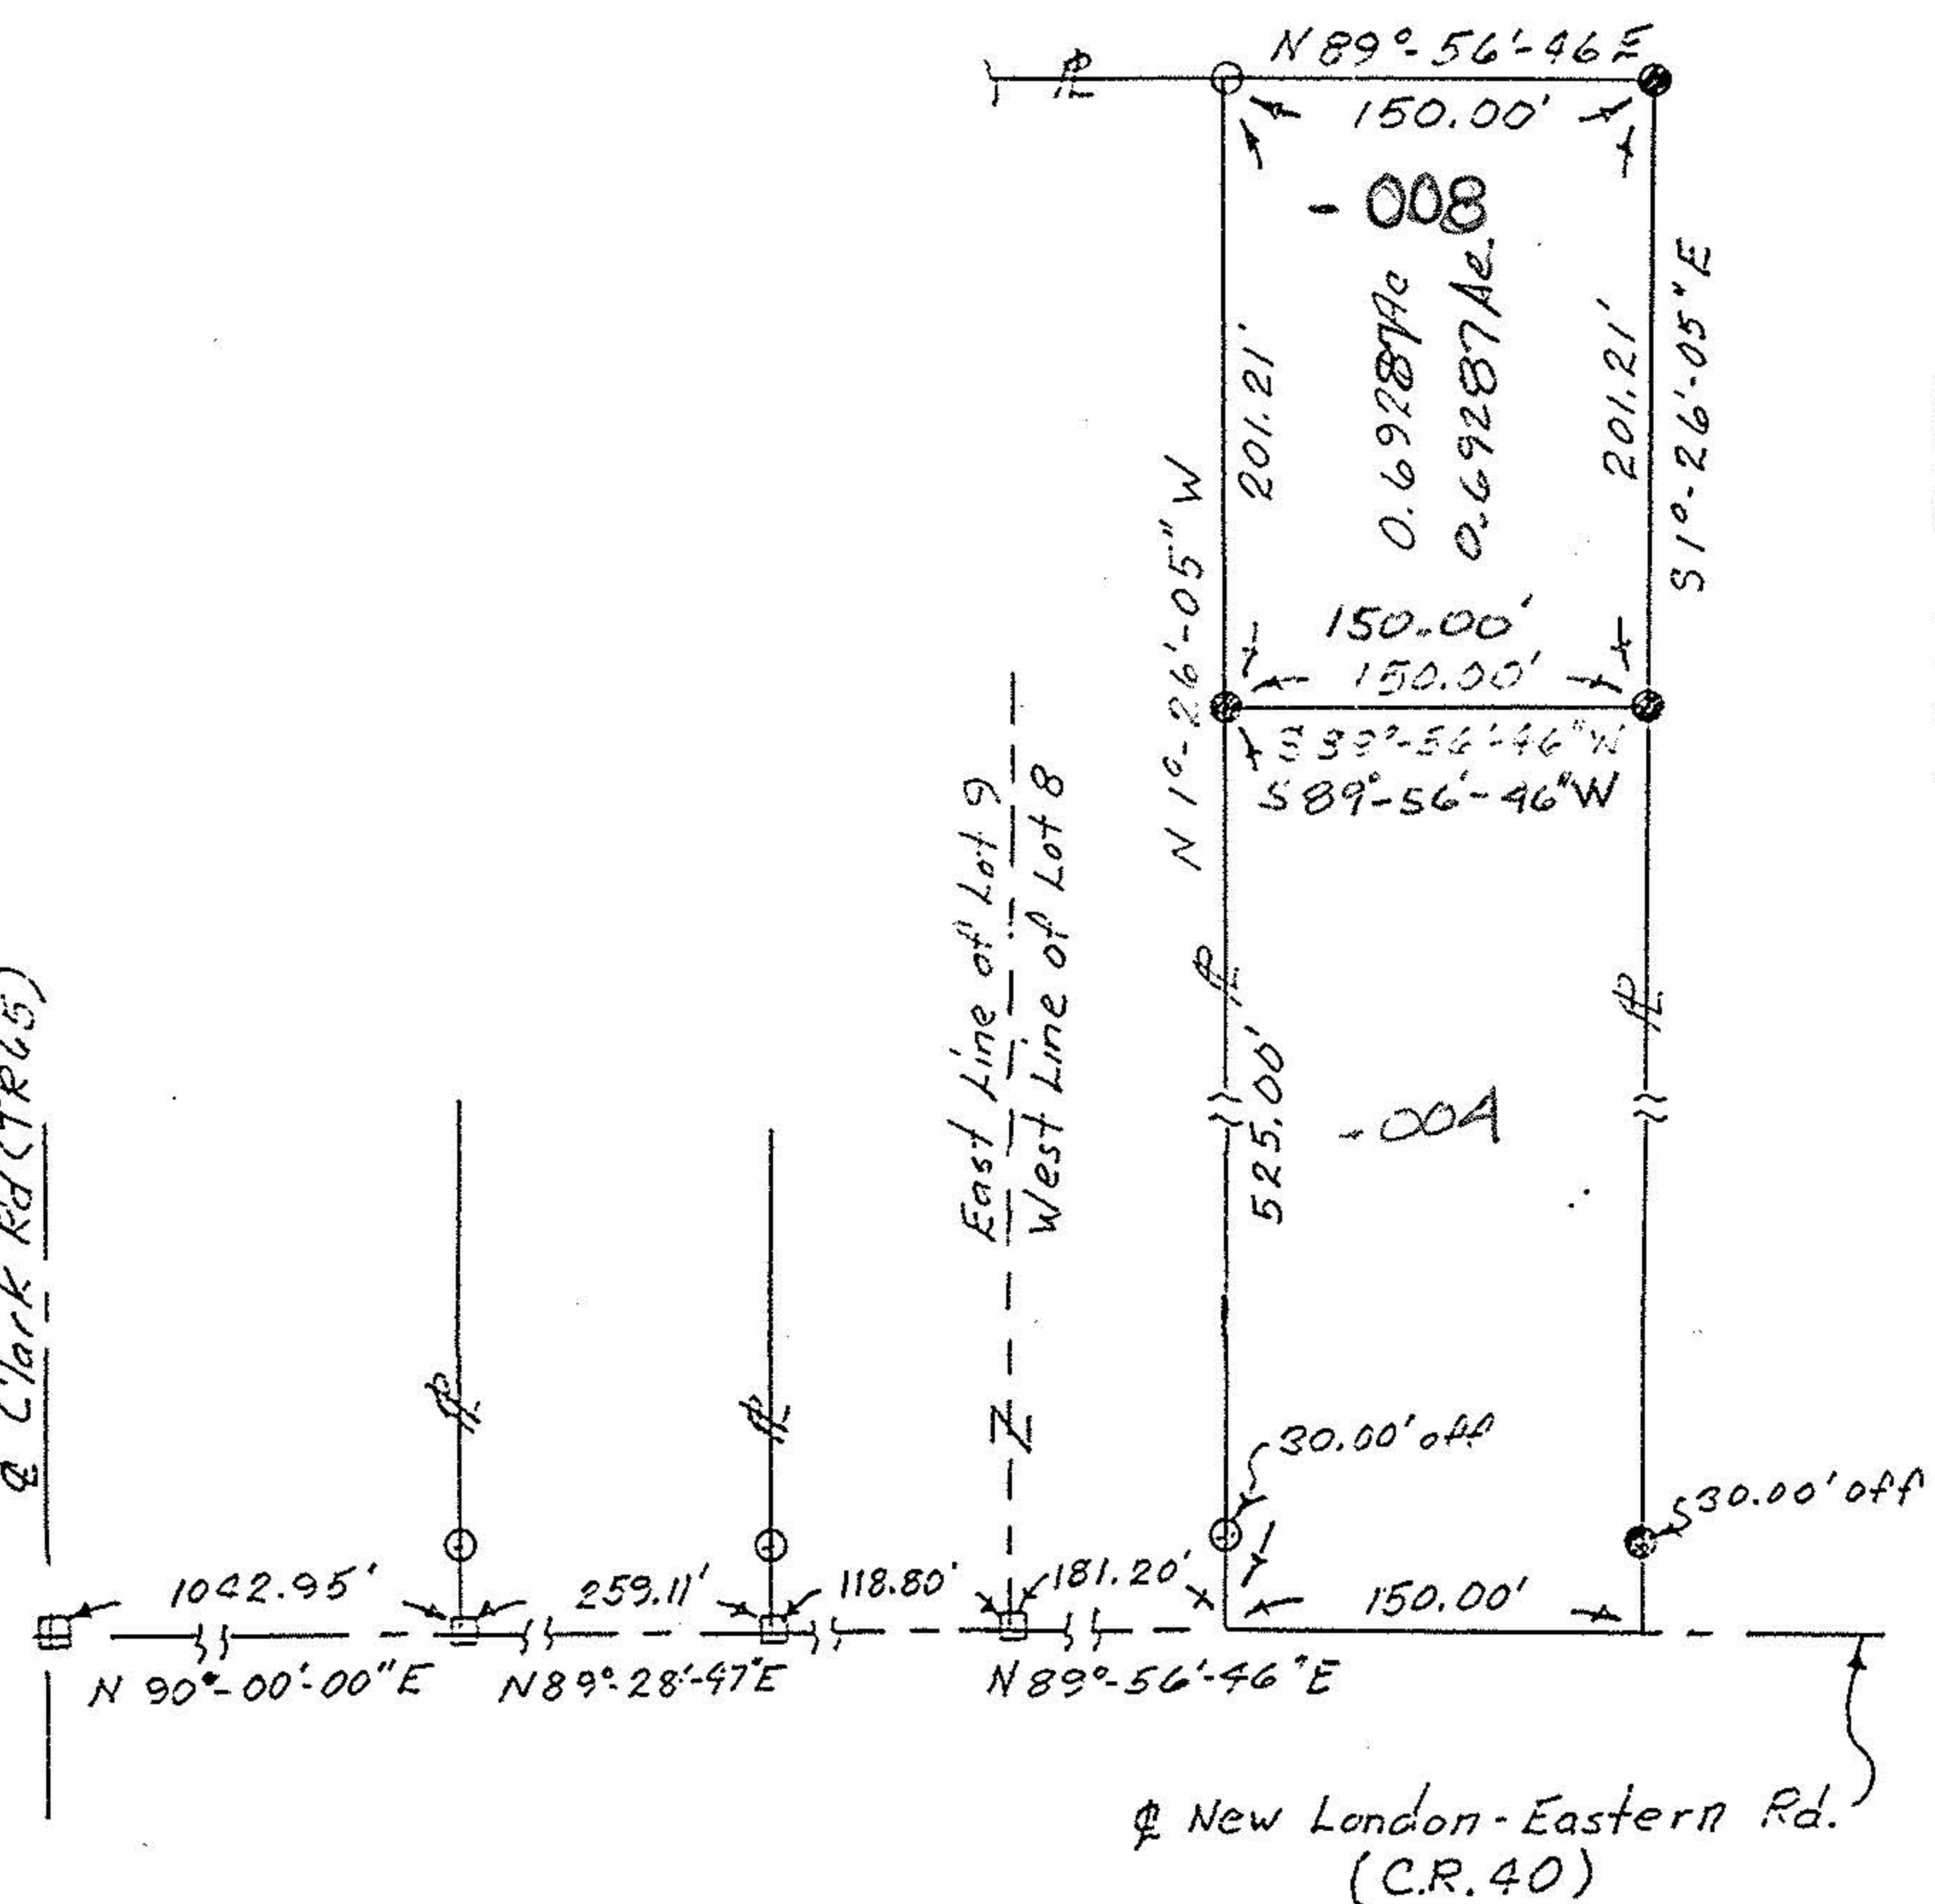 N 89°-56'-46 E
150.00'
℄
- 008
0.69287Ac
0.69287 Ac.
201.21'
201.21'
S 1°-26'-05" E
N 1°-26'-05" W
150.00'
150.00'
S 89°-56'-46"W
S 89°-56'-46"W
East Line of Lot 9
West Line of Lot 8
525.00'
-004
℄ Clark Rd (TR65)
30.00' off
30.00' off
1042.95'
259.11'
118.80'
181.20'
150.00'
N 90°-00'-00" E
N 89°-28'-47"E
N 89°-56'-46"E
℄ New London - Eastern Rd.
(C.R. 40)